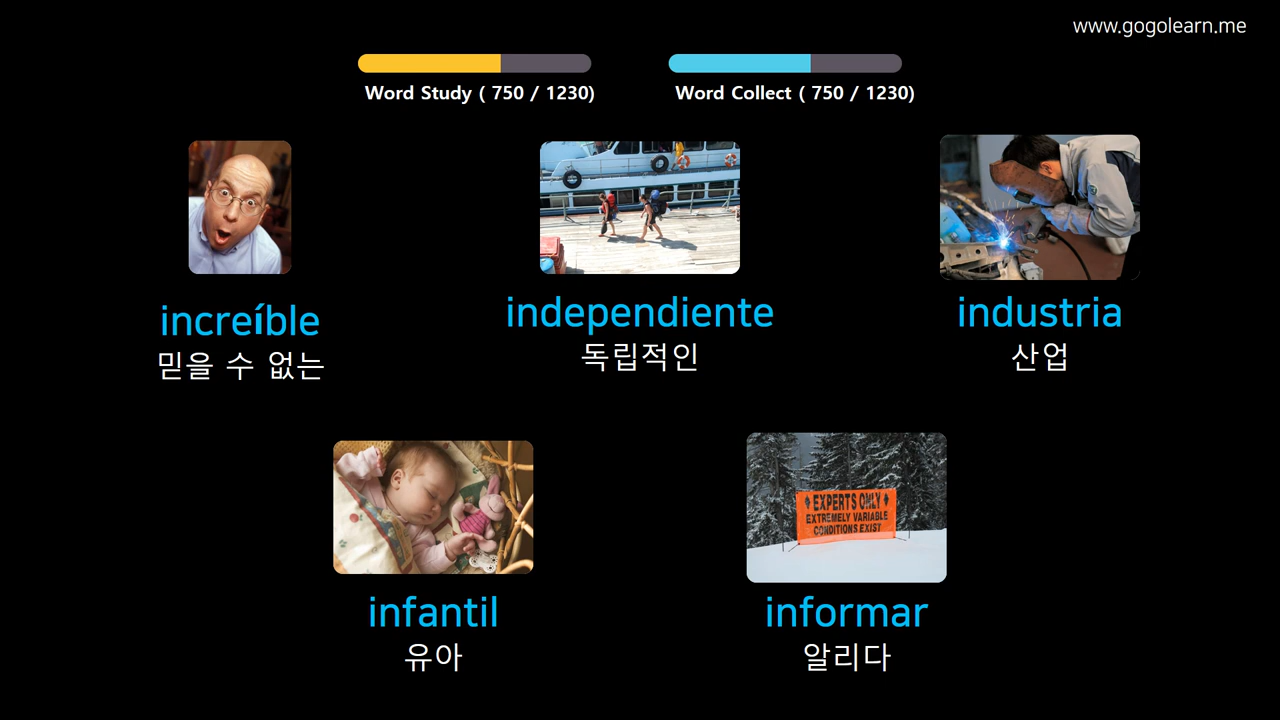 www.gogolearn.me
Word Study ( 750 / 1230)
Word Collect ( 750 / 1230)
increíble
믿을 수 없는
independiente
독립적인
industria
산업
EXPERTS ONLY
EXTREMELY VARIABLE
CONDITIONS EXIST
infantil
유아
informar
알리다